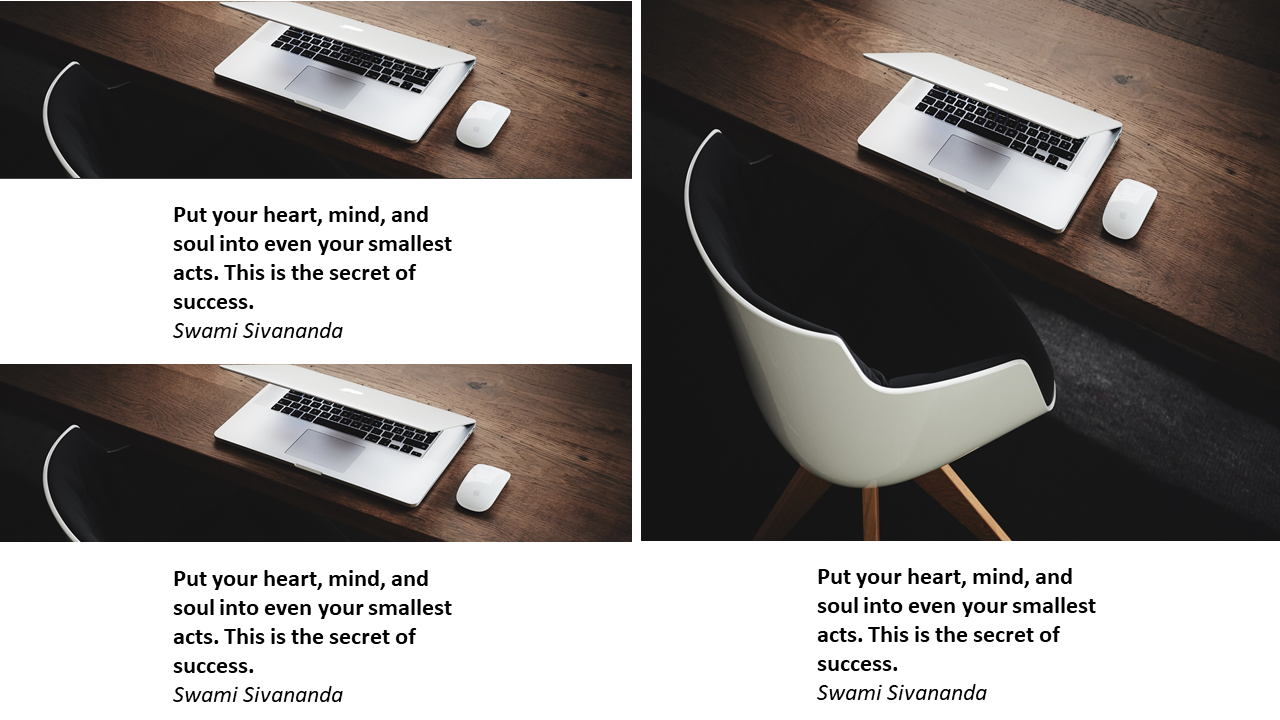 Put your heart, mind, and
soul into even your smallest
acts. This is the secret of
success.
Swami Sivananda
Put your heart, mind, and
soul into even your smallest
acts. This is the secret of
success.
Swami Sivananda
Put your heart, mind, and
soul into even your smallest
acts. This is the secret of
success.
Swami Sivananda